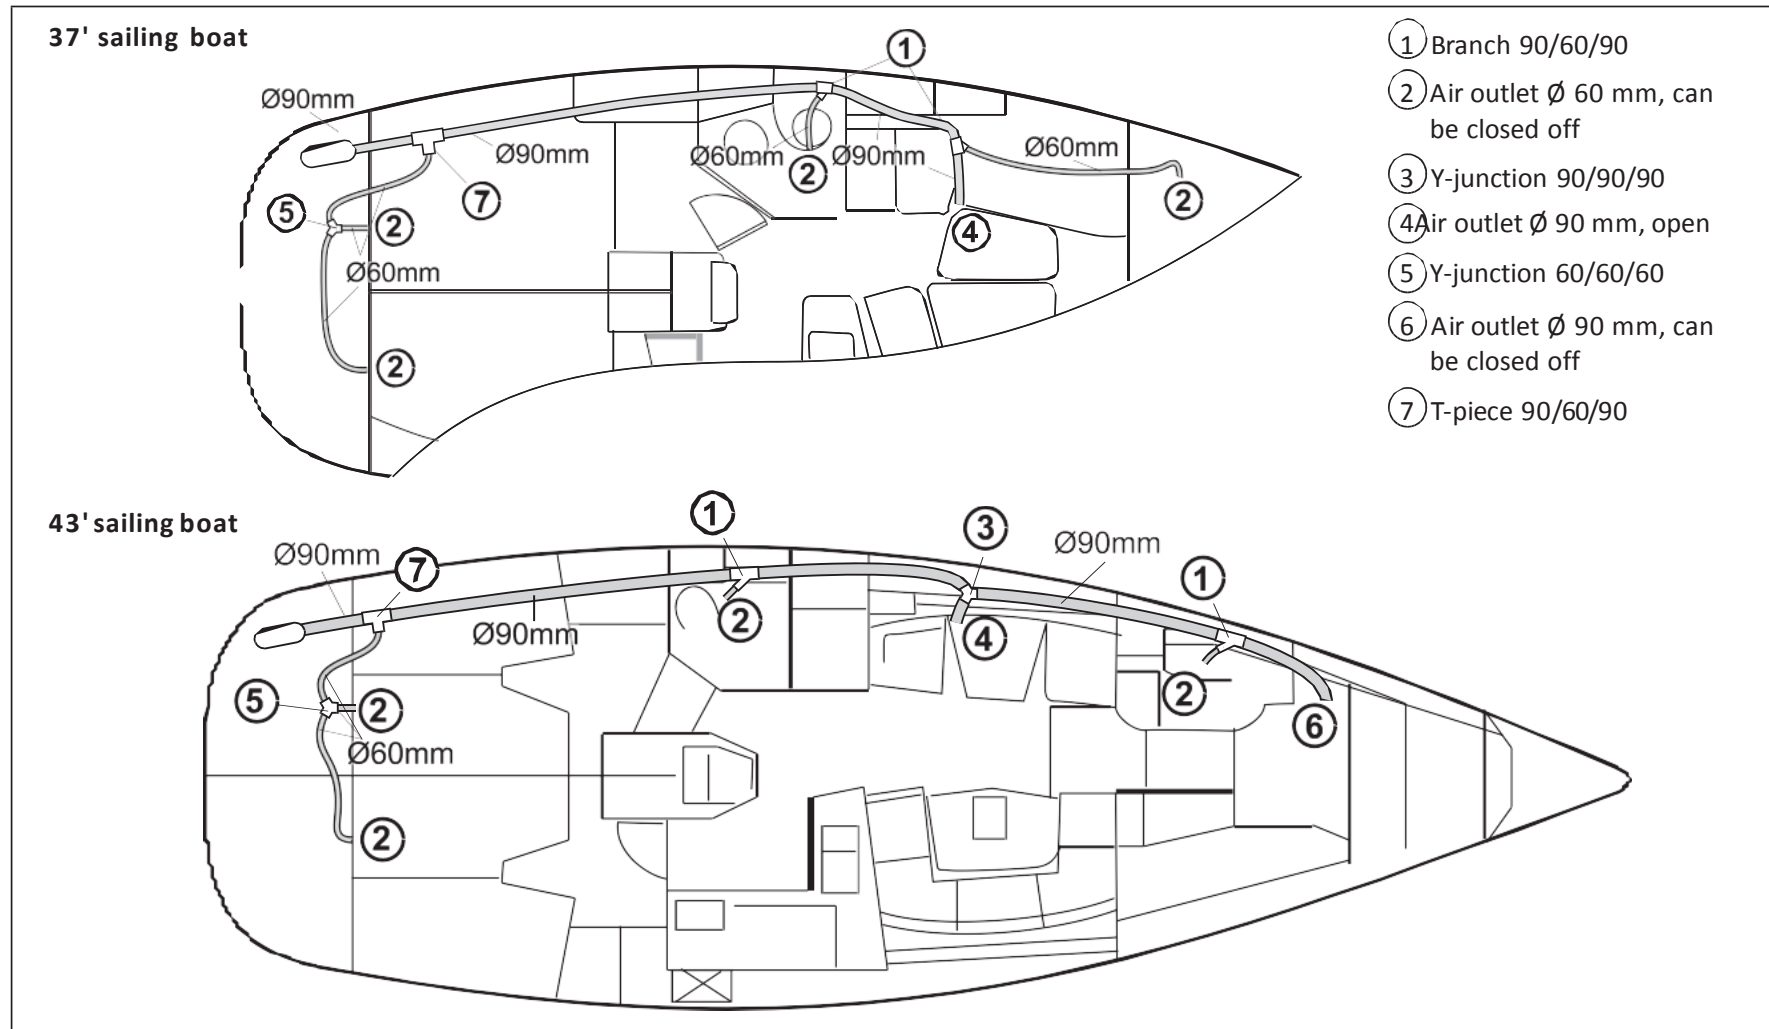 37' sailing boat
1 Branch 90/60/90
2 Air outlet Ø 60 mm, can
be closed off
3 Y-junction 90/90/90
4 Air outlet Ø 90 mm, open
5 Y-junction 60/60/60
6 Air outlet Ø 90 mm, can
be closed off
7 T-piece 90/60/90
1
Ø90mm
Ø90mm
Ø60mm
Ø90mm
Ø60mm
2
7
2
5
2
4
Ø60mm
2
43' sailing boat
1
3
Ø90mm
Ø90mm
7
1
Ø90mm
2
4
5
2
2
6
Ø60mm
2